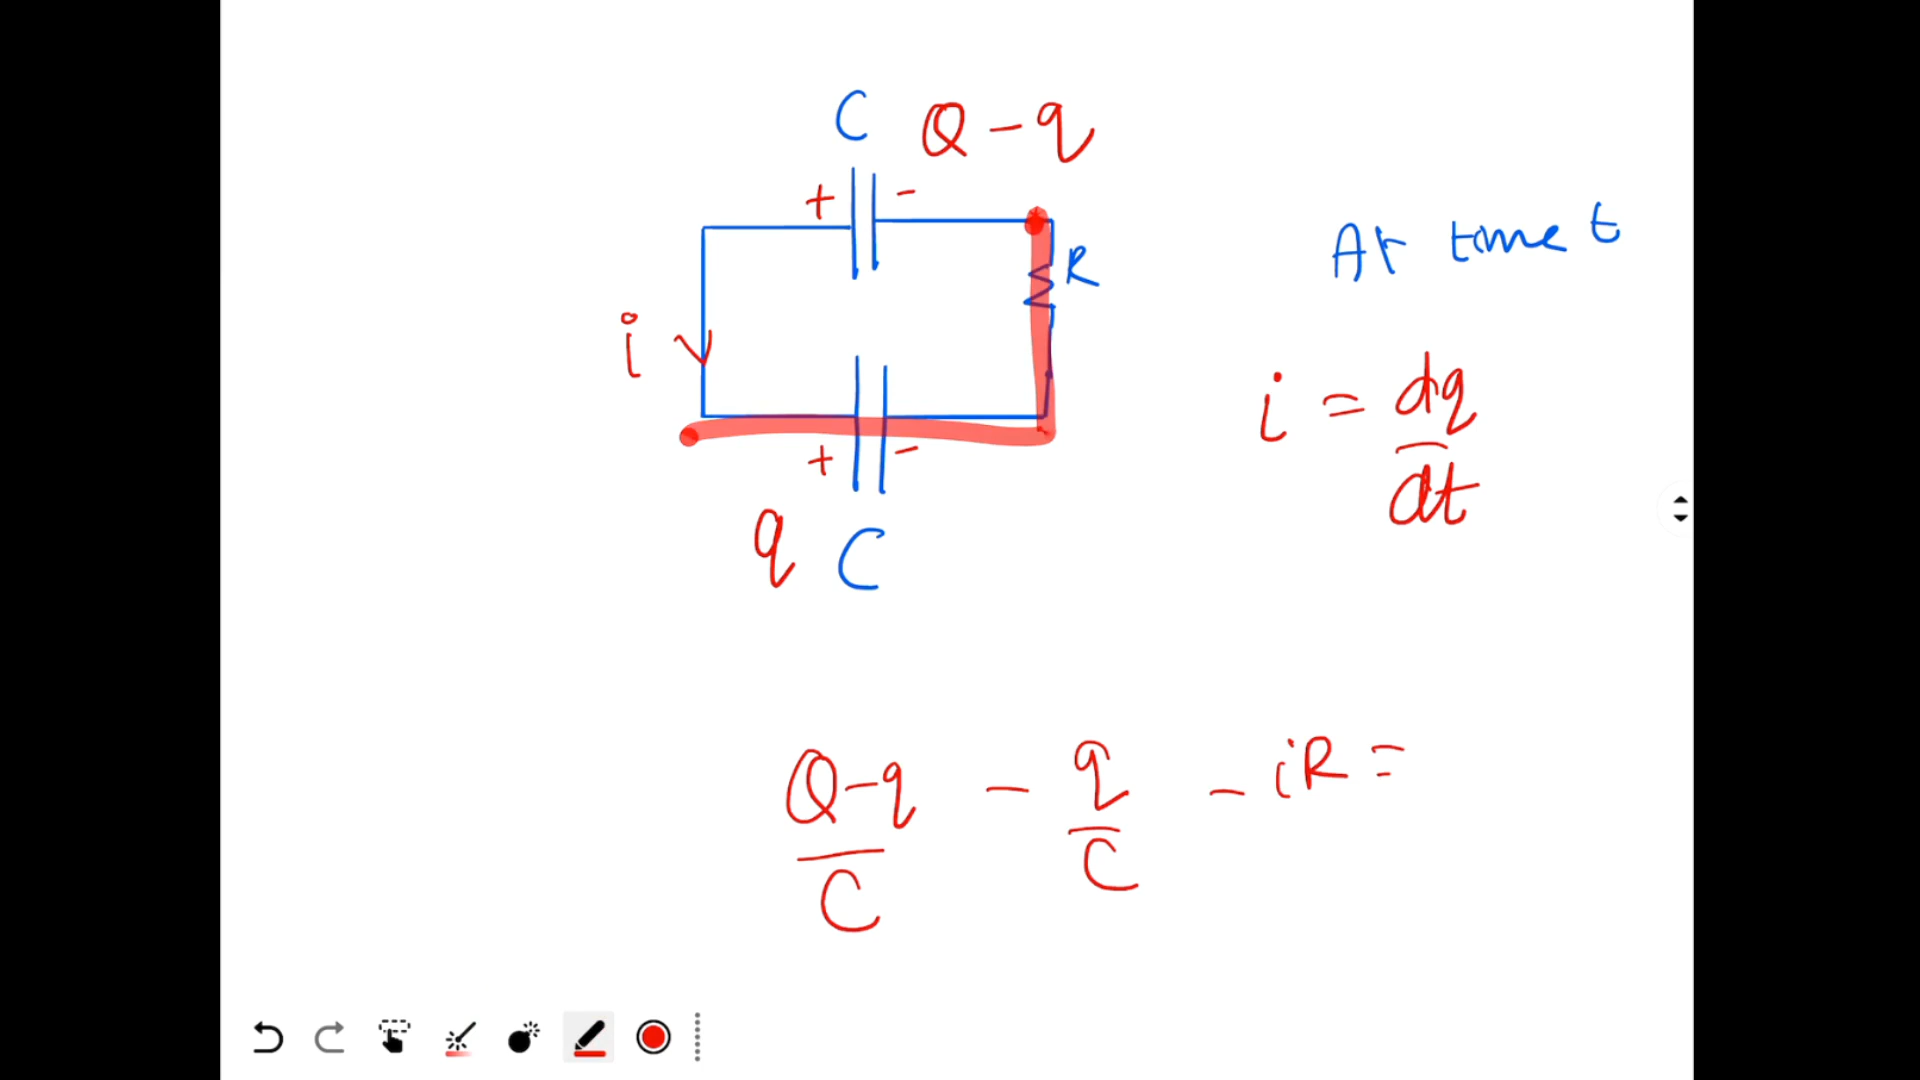 C Q - q
+ -
R
At time t
i
i = dq/dt
+ -
q C
Q-q/C - q/C - iR =